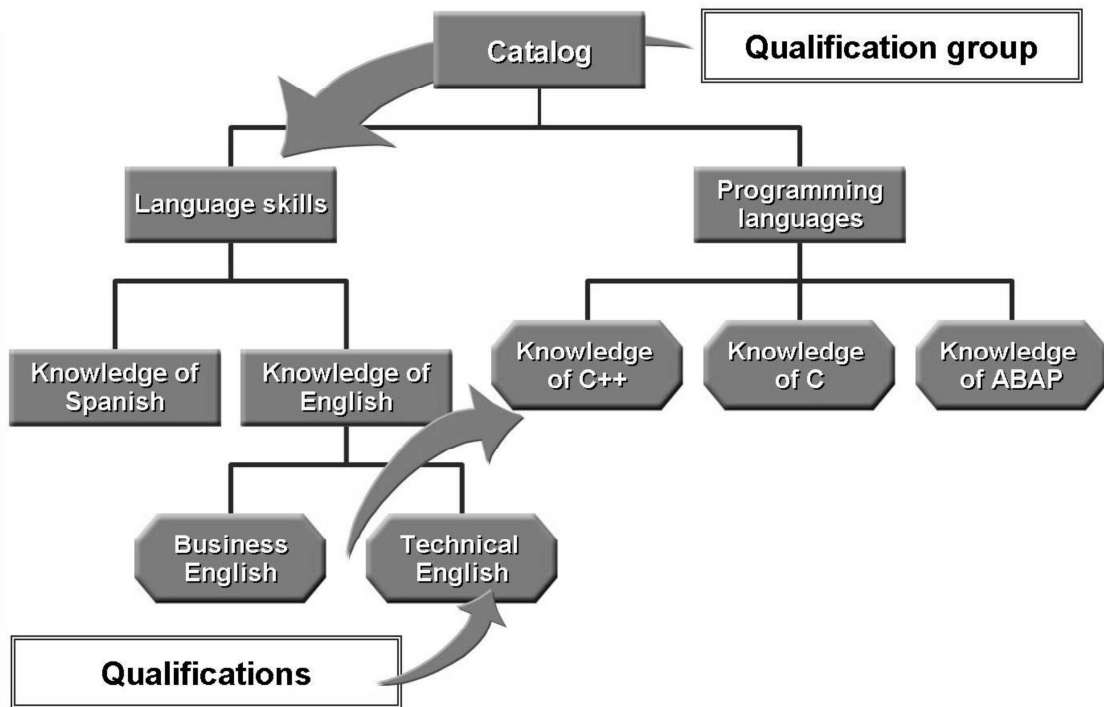 Catalog
Qualification group
Language skills
Programming
languages
Knowledge of
Spanish
Knowledge of
English
Knowledge
of C++
Knowledge
of C
Knowledge
of ABAP
Business
English
Technical
English
Qualifications